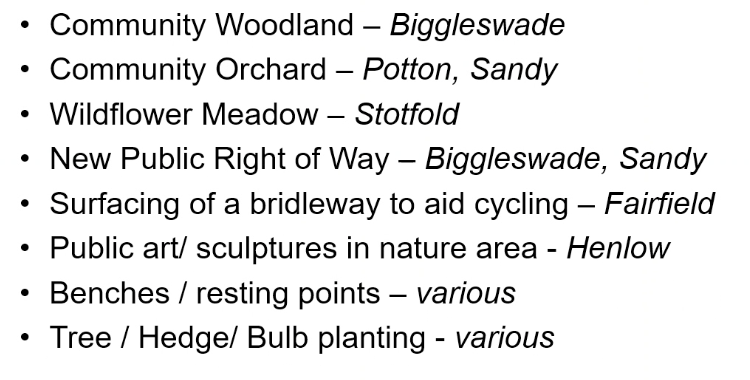 • Community Woodland – Biggleswade
• Community Orchard – Potton, Sandy
• Wildflower Meadow – Stotfold
• New Public Right of Way – Biggleswade, Sandy
• Surfacing of a bridleway to aid cycling – Fairfield
• Public art/ sculptures in nature area - Henlow
• Benches / resting points – various
• Tree / Hedge/ Bulb planting - various